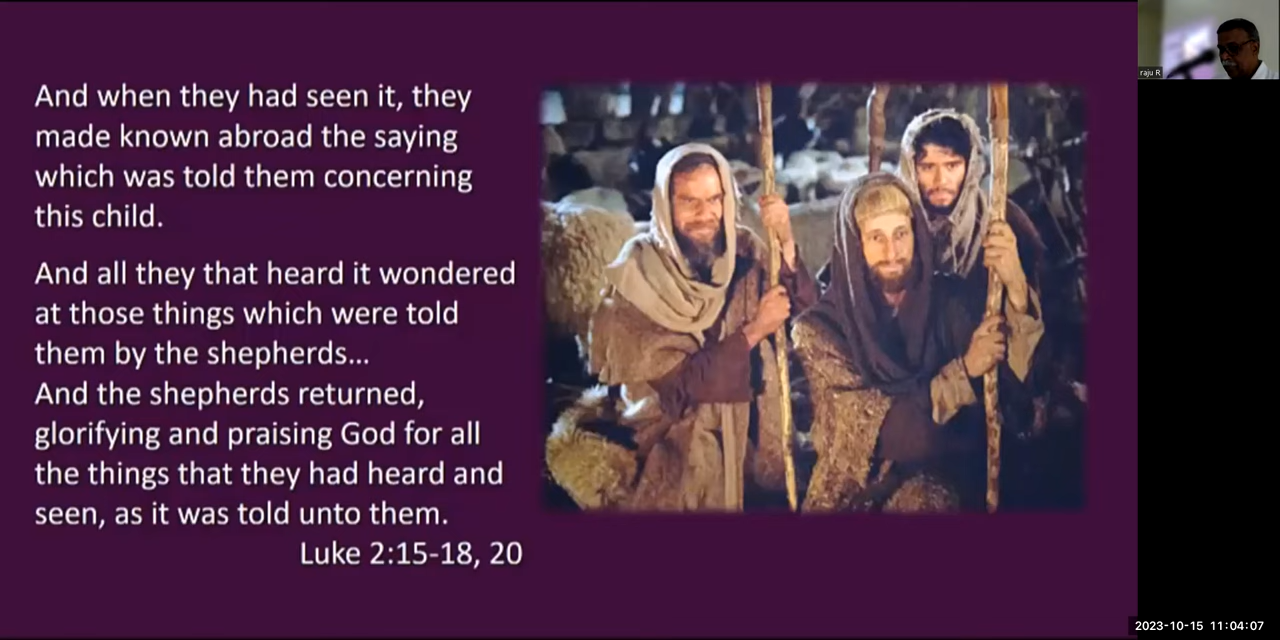 And when they had seen it, they
made known abroad the saying
which was told them concerning
this child.
And all they that heard it wondered
at those things which were told
them by the shepherds...
And the shepherds returned,
glorifying and praising God for all
the things that they had heard and
seen, as it was told unto them.
Luke 2:15-18, 20
raju R
2023-10-15 11:04:07